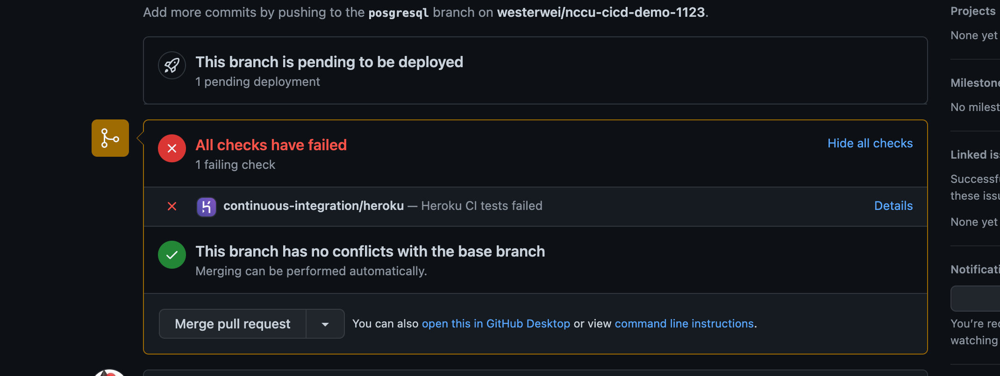 Add more commits by pushing to the posgresql branch on westerwei/nccu-cicd-demo-1123.
This branch is pending to be deployed
1 pending deployment
All checks have failed
1 failing check
Hide all checks
continuous-integration/heroku — Heroku CI tests failed
Details
This branch has no conflicts with the base branch
Merging can be performed automatically.
Merge pull request
You can also open this in GitHub Desktop or view command line instructions.
Projects
None yet
Milestone
No milest
Linked is
Successfu
these issu
None yet
Notificati
You’re rec
watching